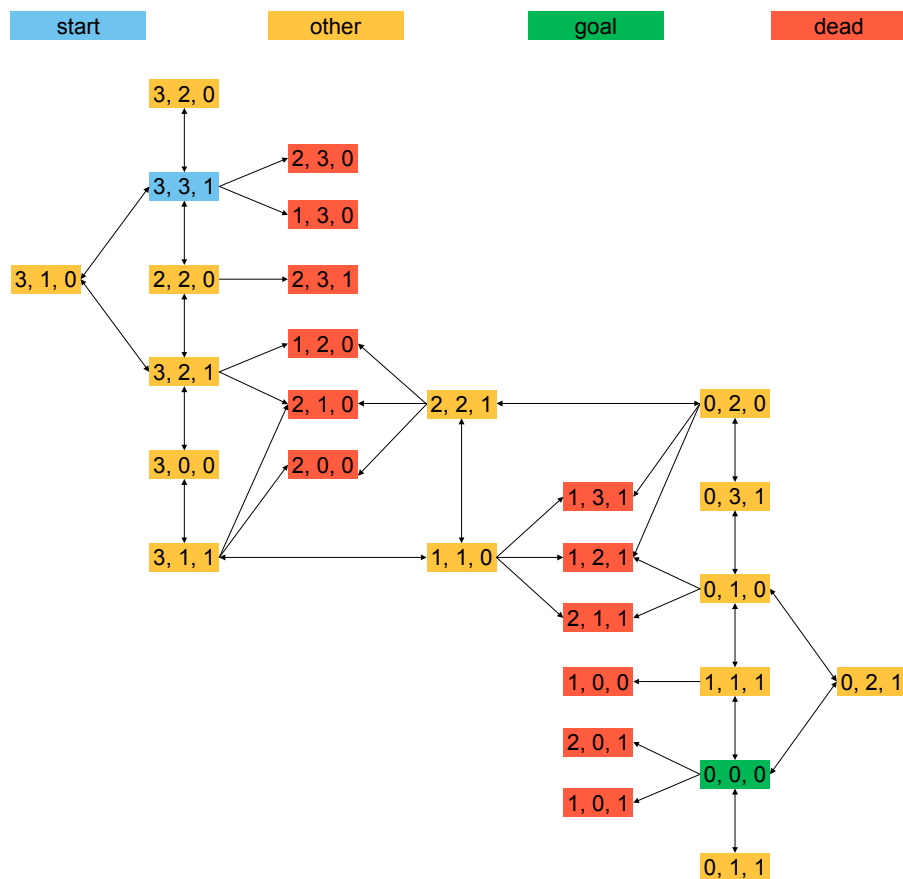 start other goal dead
3, 2, 0
2, 3, 0
3, 3, 1
1, 3, 0
3, 1, 0 2, 2, 0 2, 3, 1
1, 2, 0
3, 2, 1
2, 1, 0 2, 2, 1 0, 2, 0
3, 0, 0 2, 0, 0
1, 3, 1 0, 3, 1
3, 1, 1 1, 1, 0 1, 2, 1
0, 1, 0
2, 1, 1
1, 0, 0 1, 1, 1 0, 2, 1
2, 0, 1
0, 0, 0
1, 0, 1
0, 1, 1